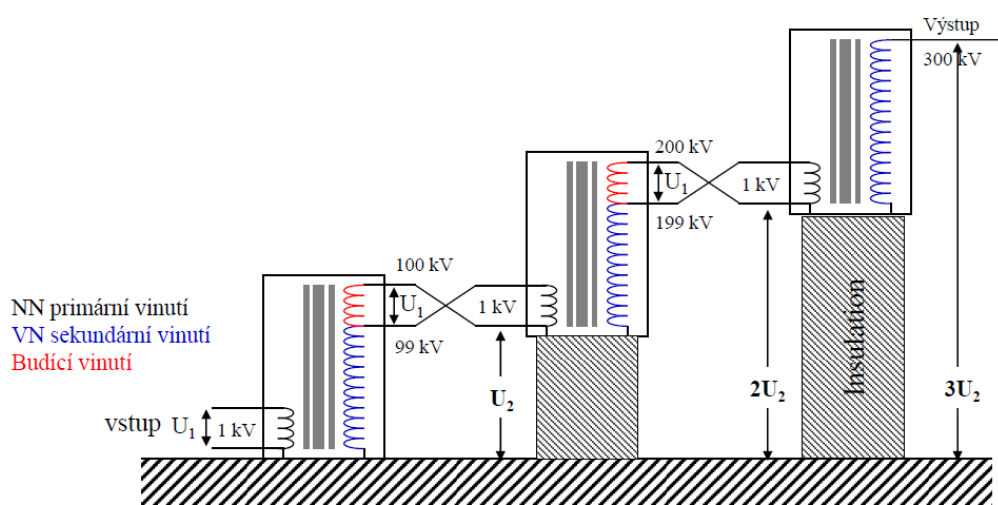 Výstup
300 kV
200 kV
U₁
1 kV
199 kV
100 kV
U₁
1 kV
99 kV
NN primární vinutí
VN sekundární vinutí
Budící vinutí
U₂
2U₂
Insulation
3U₂
vstup U₁ 1 kV